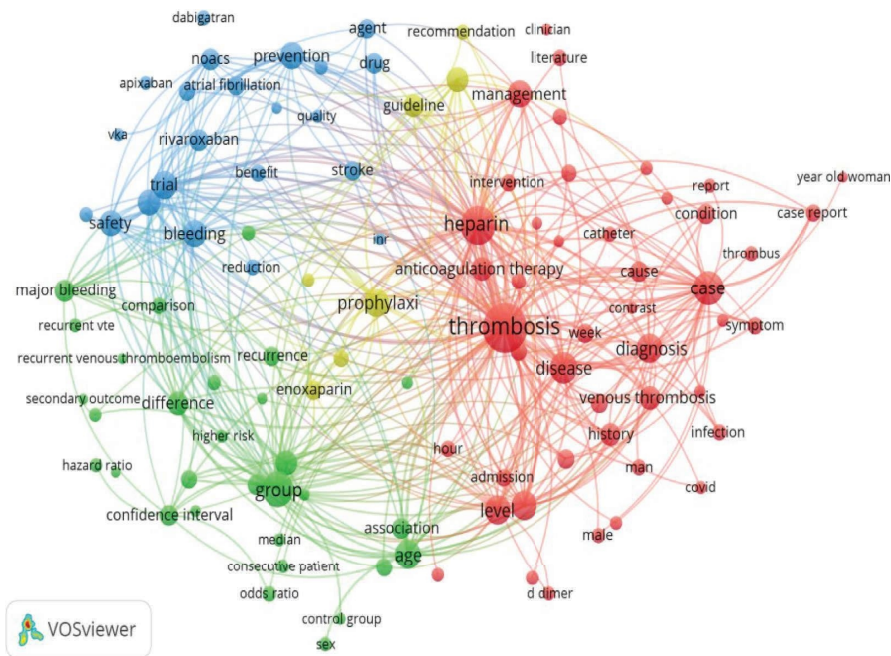 dabigatran
agent
recommendation
clinician
noacs
prevention
literature
drug
apixaban
atrial fibrillation
management
guideline
quality
vka
rivaroxaban
benefit
stroke
intervention
year old woman
trial
report
case report
condition
heparin
safety
bleeding
catheter
inr
thrombus
reduction
anticoagulation therapy
cause
case
major bleeding
comparison
prophylaxi
contrast
recurrent vte
thrombosis
week
symptom
recurrent venous thromboembolism
recurrence
diagnosis
disease
enoxaparin
secondary outcome
difference
venous thrombosis
higher risk
history
infection
hour
hazard ratio
man
admission
group
covid
level
confidence interval
association
male
median
age
consecutive patient
odds ratio
d dimer
control group
sex
VOSviewer